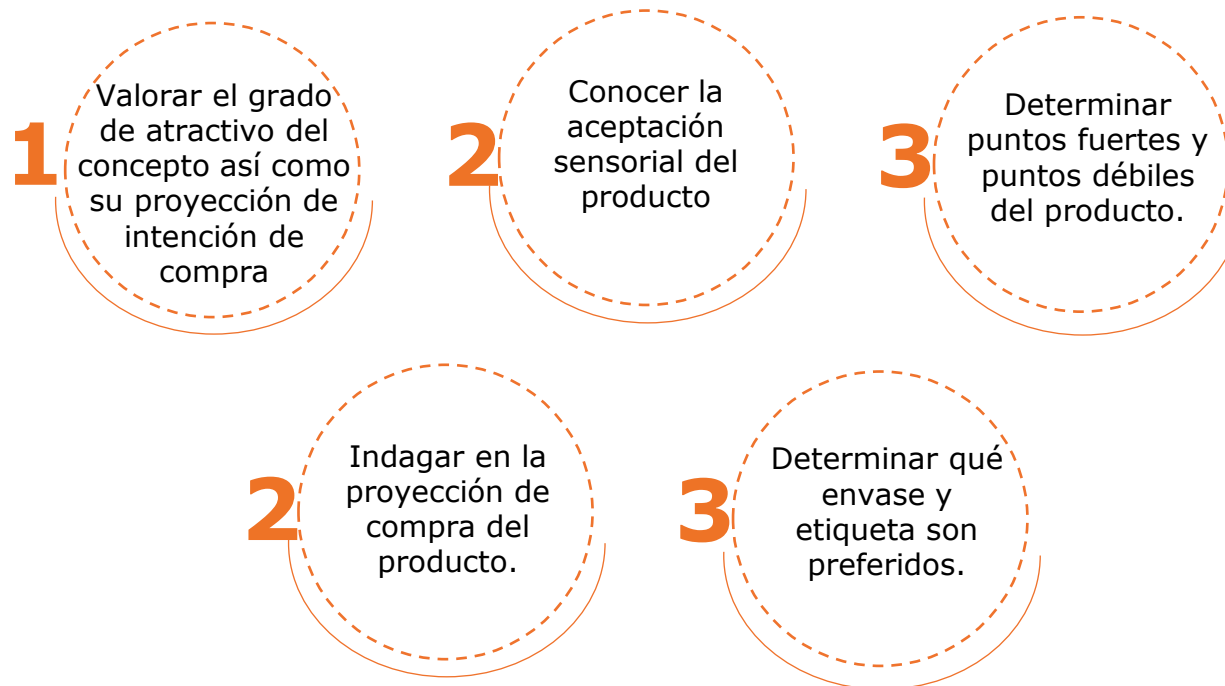 1
Valorar el grado
de atractivo del
concepto así como
su proyección de
intención de
compra
2
Conocer la
aceptación
sensorial del
producto
3
Determinar
puntos fuertes y
puntos débiles
del producto.
2
Indagar en la
proyección de
compra del
producto.
3
Determinar qué
envase y
etiqueta son
preferidos.